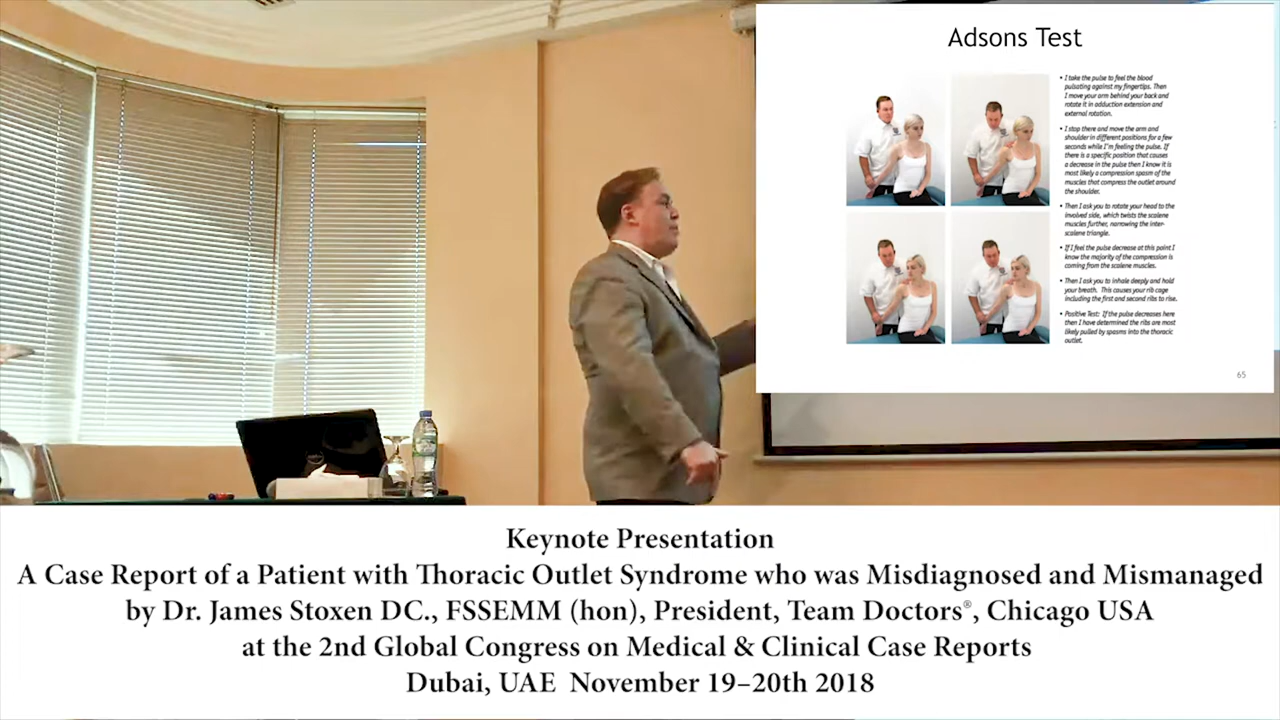 Adsons Test
• I take the pulse to feel the blood
pulsating against my fingertips. Then
I move your arm behind your back and
rotate it in adduction extension and
external rotation.
• I stop there and move the arm and
shoulder in different positions for a few
seconds while I'm feeling the pulse. If
there is a specific position that causes
a decrease in the pulse then I know it is
most likely a compression spasm of the
muscles that compress the outlet around
the shoulder.
• Then I ask you to rotate your head to the
involved side, which twists the scalene
muscles further, narrowing the inter-
scalene triangle.
• If I feel the pulse decrease at this point I
know the majority of the compression is
coming from the scalene muscles.
• Then I ask you to inhale deeply and hold
your breath. This causes your rib cage
including the first and second ribs to rise.
• Positive Test: If the pulse decreases here
then I have determined the ribs are most
likely pulled by spasms into the thoracic
outlet.
65
Keynote Presentation
A Case Report of a Patient with Thoracic Outlet Syndrome who was Misdiagnosed and Mismanaged
by Dr. James Stoxen DC., FSSEMM (hon), President, Team Doctors®, Chicago USA
at the 2nd Global Congress on Medical & Clinical Case Reports
Dubai, UAE November 19–20th 2018